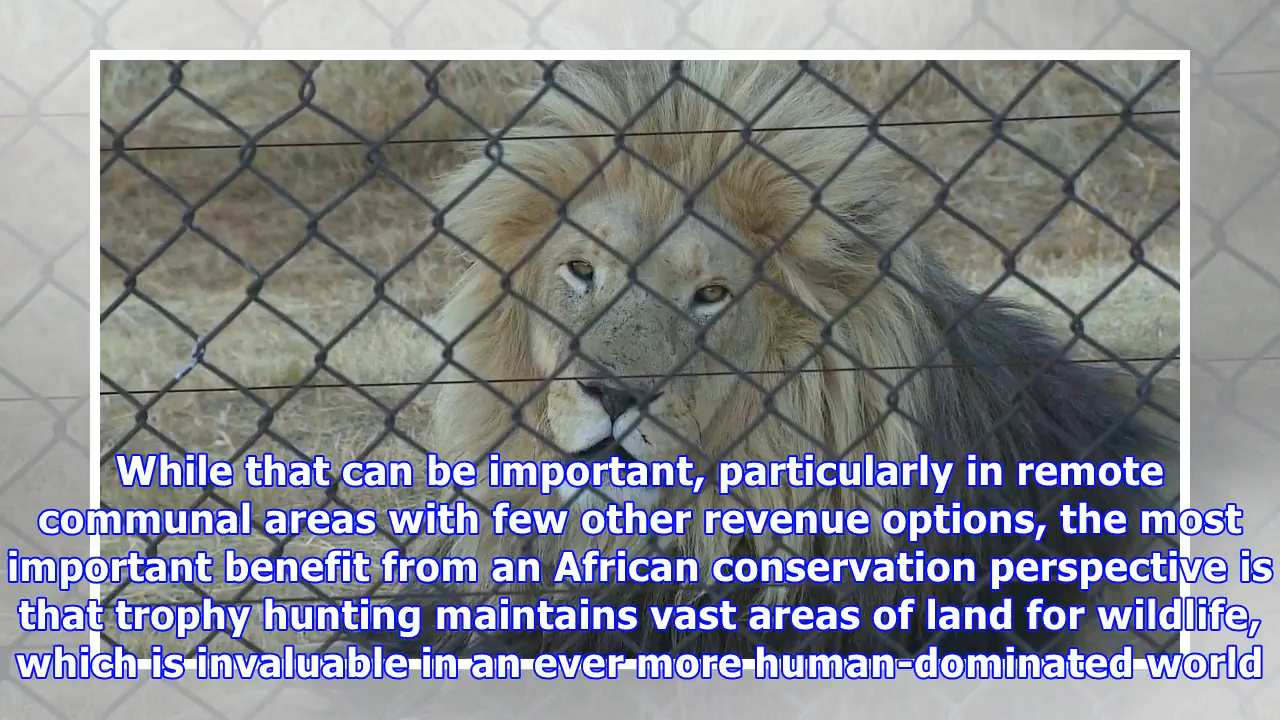 While that can be important, particularly in remote
communal areas with few other revenue options, the most
important benefit from an African conservation perspective is
that trophy hunting maintains vast areas of land for wildlife,
which is invaluable in an ever more human-dominated world